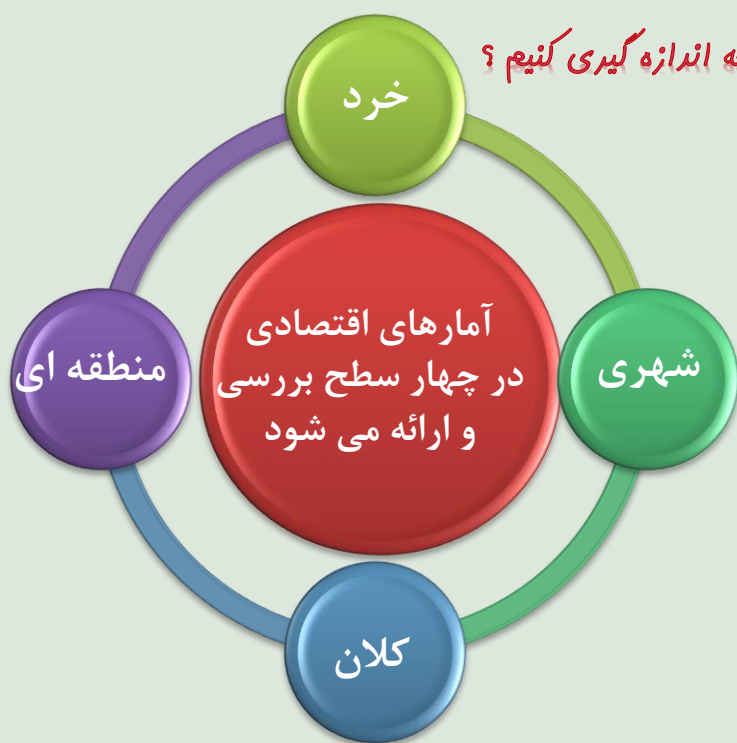 اندازه گیری کنیم ؟
خرد
آمارهای اقتصادی
در چهار سطح بررسی
و ارائه می شود
شهری
منطقه ای
کلان